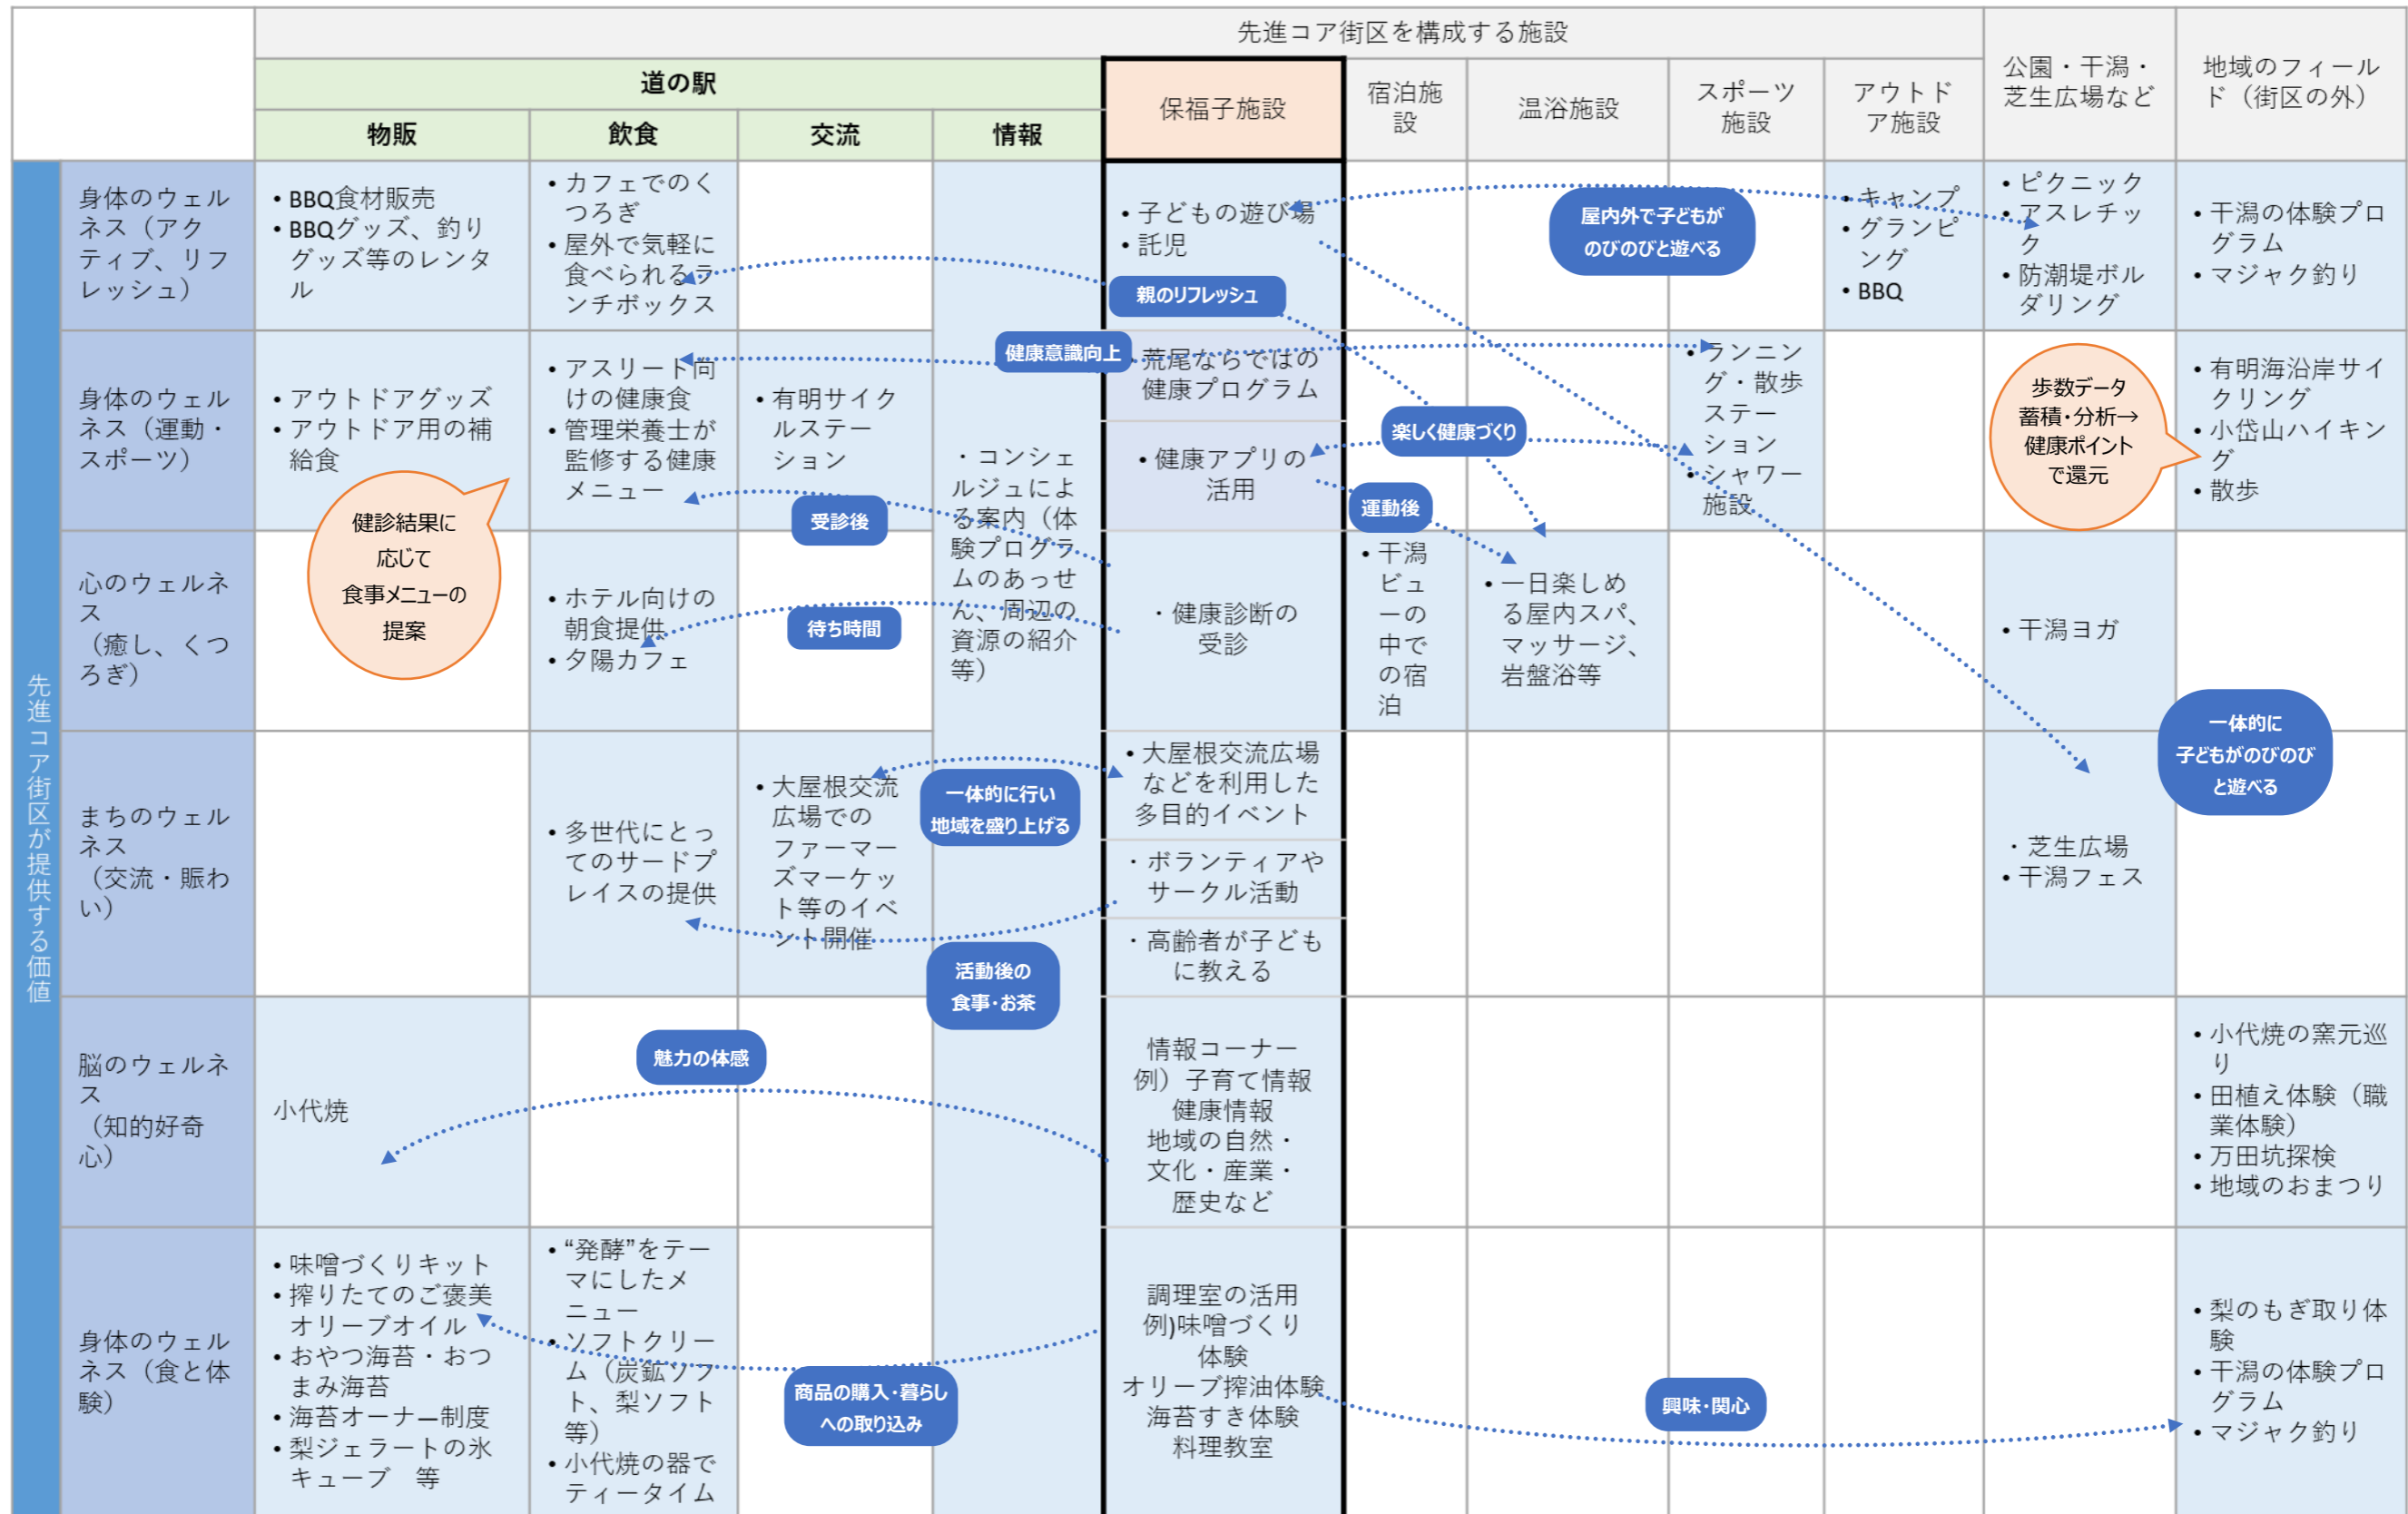 先進コア街区を構成する施設
道の駅
物販
飲食
交流
情報
保福子施設
宿泊施
設
温浴施設
スポーツ
施設
アウトド
ア施設
公園・干潟・
芝生広場など
地域のフィール
ド（街区の外）
先進コア街区が提供する価値
身体のウェル
ネス（アク
ティブ、リフ
レッシュ）
• BBQ食材販売
• BBQグッズ、釣り
グッズ等のレンタ
ル
• カフェでのく
つろぎ
• 屋外で気軽に
食べられるラ
ンチボックス
• 子どもの遊び場
• 託児
• キャンプ
• グランピ
ング
• BBQ
• ピクニック
• アスレチッ
ク
• 防潮堤ボル
ダリング
• 干潟の体験プロ
グラム
• マジャク釣り
屋内外で子どもが
のびのびと遊べる
親のリフレッシュ
身体のウェル
ネス（運動・
スポーツ）
• アウトドアグッズ
• アウトドア用の補
給食
• アスリート向
けの健康食
• 管理栄養士が
監修する健康
メニュー
• 有明サイク
ルステー
ション
・コンシェ
ルジュによ
る案内（体
験プログラ
ムのあっせ
ん、周辺の
資源の紹介
等）
• 荒尾ならではの
健康プログラム
• 健康アプリの
活用
• ランニン
グ・散歩
ステー
ション
• シャワー
施設
• 有明海沿岸サイ
クリング
• 小岱山ハイキン
グ
• 散歩
健康意識向上
楽しく健康づくり
運動後
受診後
歩数データ
蓄積・分析→
健康ポイント
で還元
健診結果に
応じて
食事メニューの
提案
心のウェルネ
ス
（癒し、くつ
ろぎ）
• ホテル向けの
朝食提供
• 夕陽カフェ
待ち時間
・健康診断の
受診
• 干潟
ビュ
ーの
中で
の宿
泊
• 一日楽しめ
る屋内スパ、
マッサージ、
岩盤浴等
• 干潟ヨガ
一体的に
子どもがのびのび
と遊べる
まちのウェル
ネス
（交流・賑わ
い）
• 多世代にとっ
てのサードプ
レイスの提供
• 大屋根交流
広場での
ファーマー
ズマーケッ
ト等のイベ
ント開催
一体的に行い
地域を盛り上げる
• 大屋根交流広場
などを利用した
多目的イベント
・ボランティアや
サークル活動
・高齢者が子ども
に教える
・芝生広場
• 干潟フェス
活動後の
食事・お茶
脳のウェルネ
ス
（知的好奇
心）
小代焼
魅力の体感
情報コーナー
例）子育て情報
健康情報
地域の自然・
文化・産業・
歴史など
• 小代焼の窯元巡
り
• 田植え体験（職
業体験）
• 万田坑探検
• 地域のおまつり
身体のウェル
ネス（食と体
験）
• 味噌づくりキット
• 搾りたてのご褒美
オリーブオイル
• おやつ海苔・おつ
まみ海苔
• 海苔オーナー制度
• 梨ジェラートの氷
キューブ　等
• “発酵”をテー
マにしたメ
ニュー
• ソフトクリー
ム（炭鉱ソフ
ト、梨ソフト
等）
• 小代焼の器で
ティータイム
商品の購入・暮らし
への取り込み
調理室の活用
例)味噌づくり
体験
オリーブ搾油体験
海苔すき体験
料理教室
興味・関心
• 梨のもぎ取り体
験
• 干潟の体験プロ
グラム
• マジャク釣り